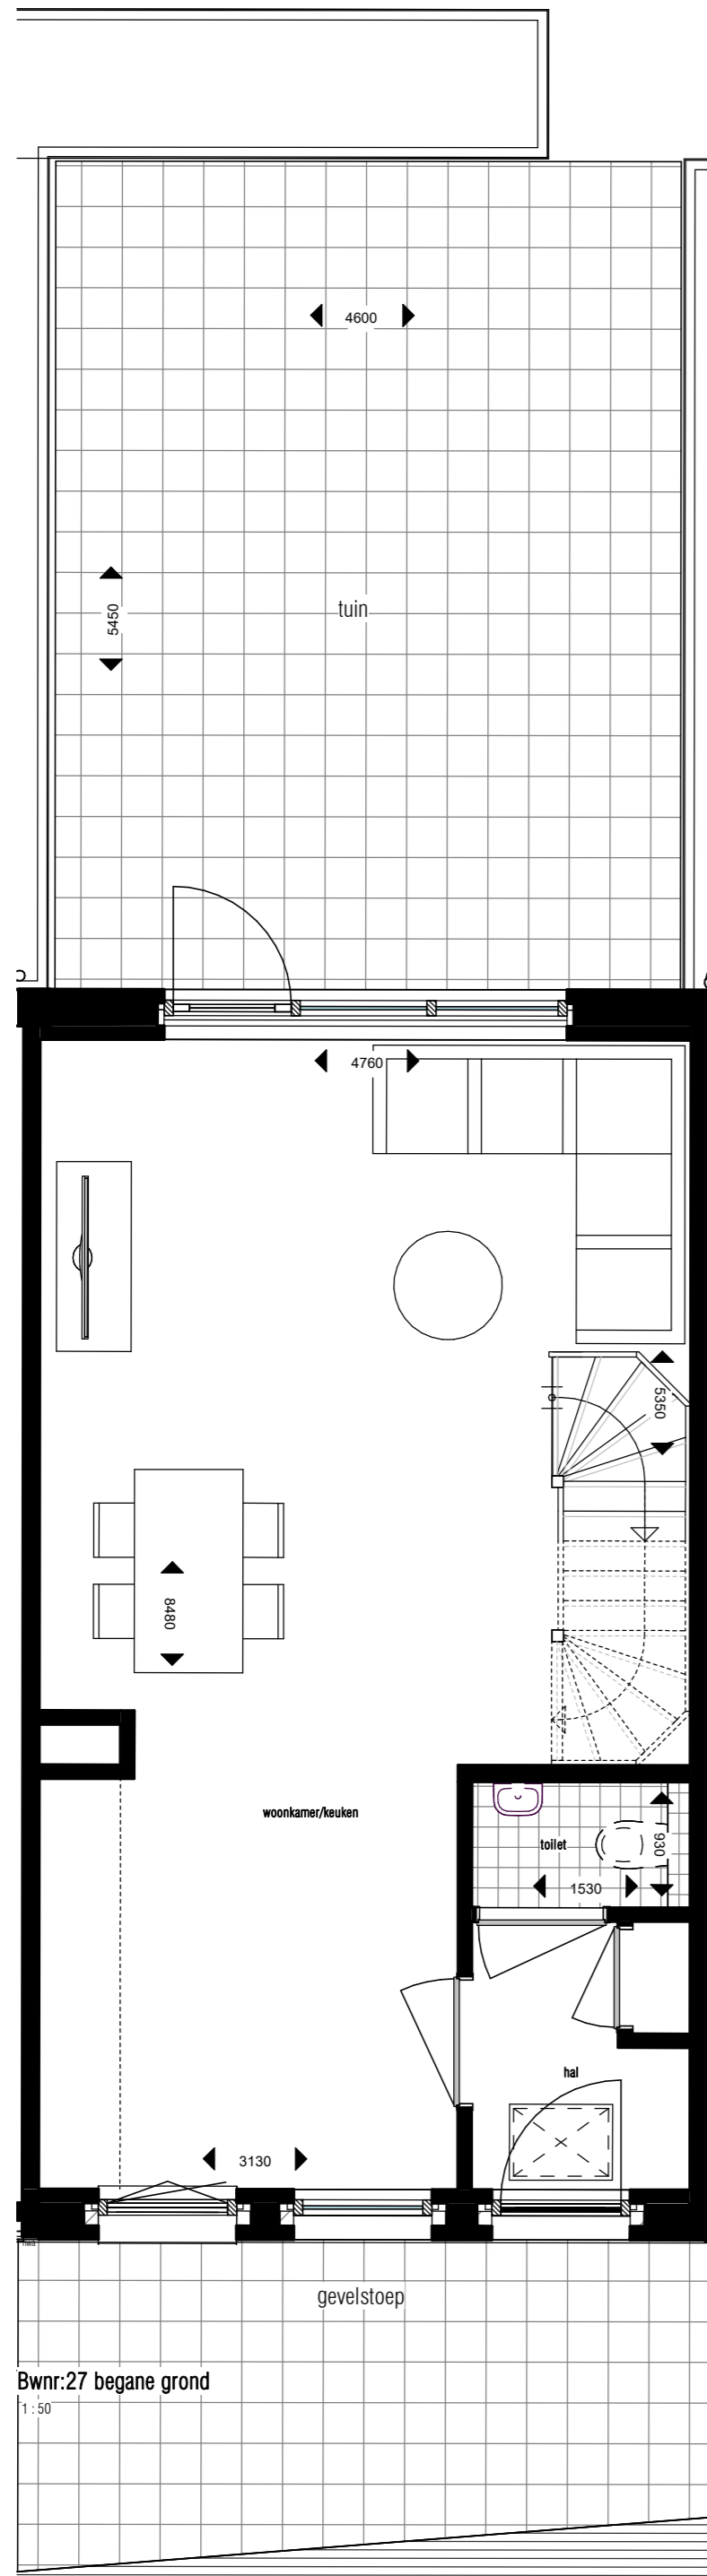 4600
5450
tuin
4760
5350
8480
woonkamer/keuken
toilet
930
1530
hal
3130
hwa
gevelstoep
Bwnr:27 begane grond
1 : 50